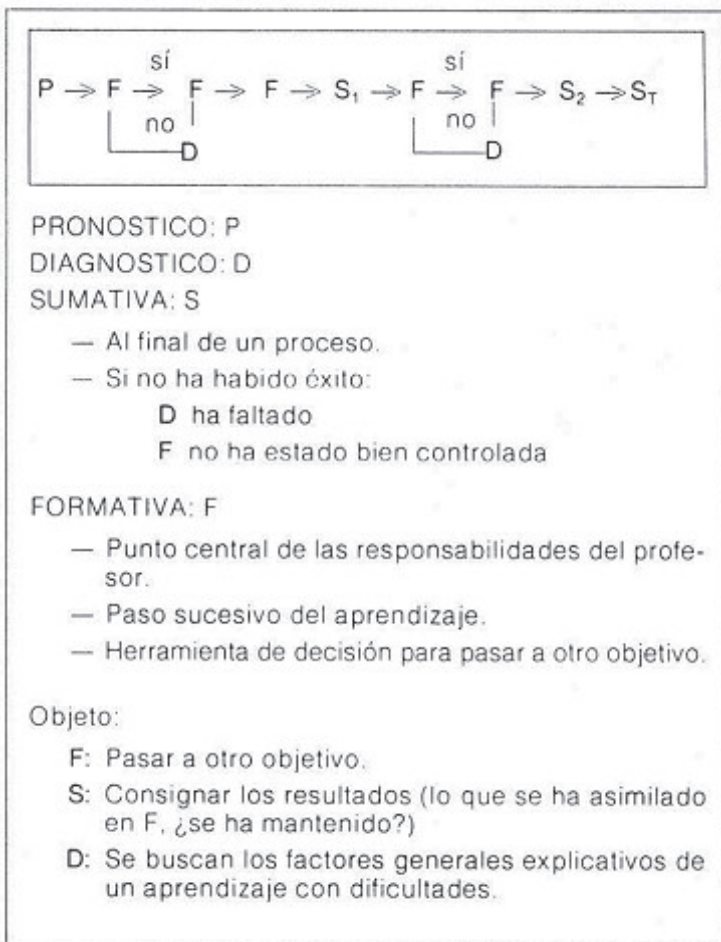 sí sí
P → F → F → F → S₁ → F → F → S₂ → Sₜ
no no
D D
PRONOSTICO: P
DIAGNOSTICO: D
SUMATIVA: S
— Al final de un proceso.
— Si no ha habido éxito:
D ha faltado
F no ha estado bien controlada
FORMATIVA: F
— Punto central de las responsabilidades del profe-
sor.
— Paso sucesivo del aprendizaje.
— Herramienta de decisión para pasar a otro objetivo.
Objeto:
F: Pasar a otro objetivo.
S: Consignar los resultados (lo que se ha asimilado
en F, ¿se ha mantenido?)
D: Se buscan los factores generales explicativos de
un aprendizaje con dificultades.